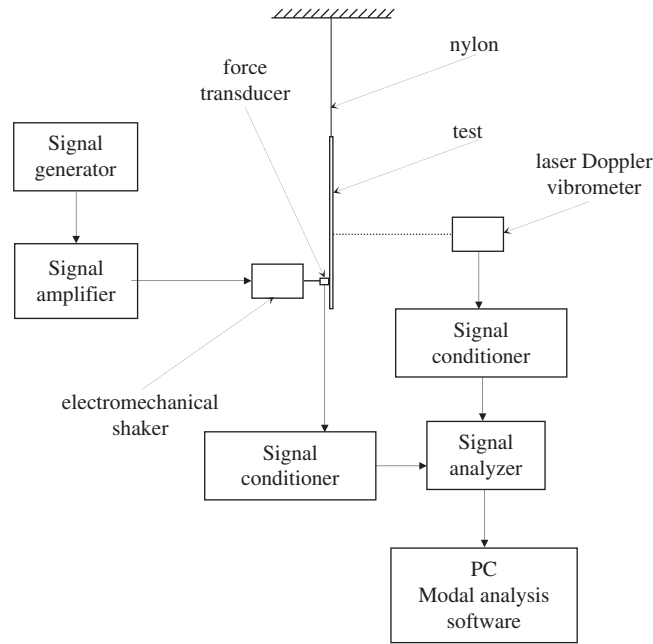 force
transducer
nylon
test
laser Doppler
vibrometer
Signal
generator
Signal
amplifier
electromechanical
shaker
Signal
conditioner
Signal
conditioner
Signal
analyzer
PC
Modal analysis
software